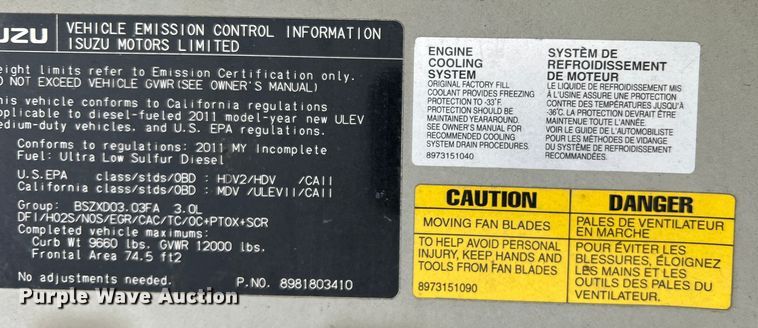 UZU
VEHICLE EMISSION CONTROL INFORMATION
ISUZU MOTORS LIMITED
eight limits refer to Emission Certification only.
O NOT EXCEED VEHICLE GVWR(SEE OWNER'S MANUAL)
his vehicle conforms to California regulations
pplicable to diesel-fueled 2011 model-year new ULEV
edium-duty vehicles. and U.S. EPA regulations.
Conforms to regulations: 2011 MY Incomplete
Fuel: Ultra Low Sulfur Diesel
U.S.EPA class/stds/OBD : HDV2/HDV /CAII
California class/stds/OBD : MDV /ULEVII/CAII
Group: BSZXD03.03FA 3.0L
DFI/HO2S/NOS/EGR/CAC/TC/OC+PTOX+SCR
Completed vehicle maximums:
Curb Wt 9660 lbs. GVWR 12000 lbs.
Frontal Area 74.5 ft2
No adjustments needed. P.NO. 8981803410
ENGINE
COOLING
SYSTEM
ORIGINAL FACTORY FILL
COOLANT PROVIDES FREEZING
PROTECTION TO -33°F.
PROTECTION SHOULD BE
MAINTAINED YEARAROUND.
SEE OWNER'S MANUAL FOR
RECOMMENDED COOLING
SYSTEM DRAIN PROCEDURES.
8973151040
SYSTÈM DE
REFROIDISSEMENT
DE MOTEUR
LE LIQUIDE DE REFROIDISSEMENT MIS
À L'USINE ASSURE UNE PROTECTION
CONTRE DES TEMPÉRATURES JUSQU'À
-36°C. LA PROTECTION DEVRAIT ÊTRE
MAINTENUE TOUTE L'ANNÉE.
VOIR LE GUIDE DE L'AUTOMOBILISTE
POUR LES MÉTHODES DE VIDANGE
DU SYSTÈME DE REFROIDISSEMENT
RECOMMANDÉES.
CAUTION
MOVING FAN BLADES
TO HELP AVOID PERSONAL
INJURY, KEEP HANDS AND
TOOLS FROM FAN BLADES
8973151090
DANGER
PALES DE VENTILATEUR
EN MARCHE
POUR ÉVITER LES
BLESSURES, ÉLOIGNEZ
LES MAINS ET LES
OUTILS DES PALES DU
VENTILATEUR.
Purple Wave Auction